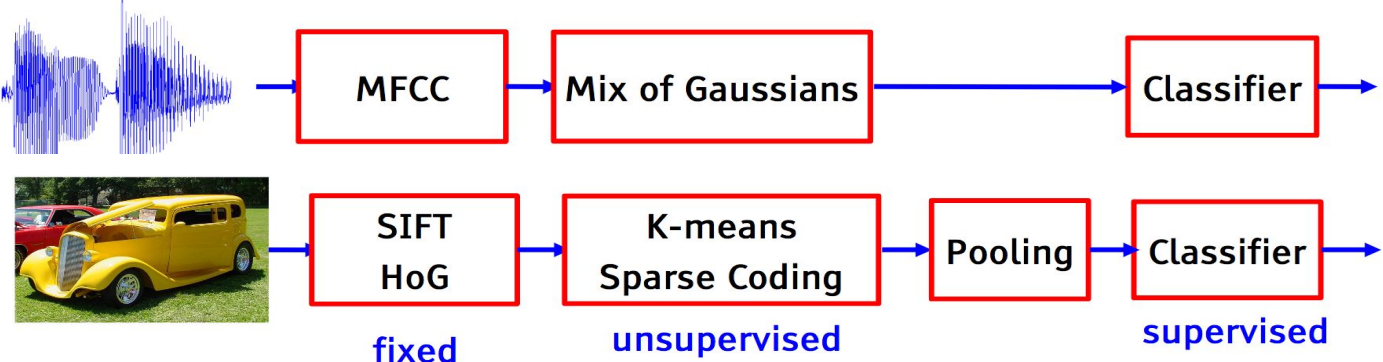 MFCC
Mix of Gaussians
Classifier
SIFT
HoG
K-means
Sparse Coding
Pooling
Classifier
fixed
unsupervised
supervised